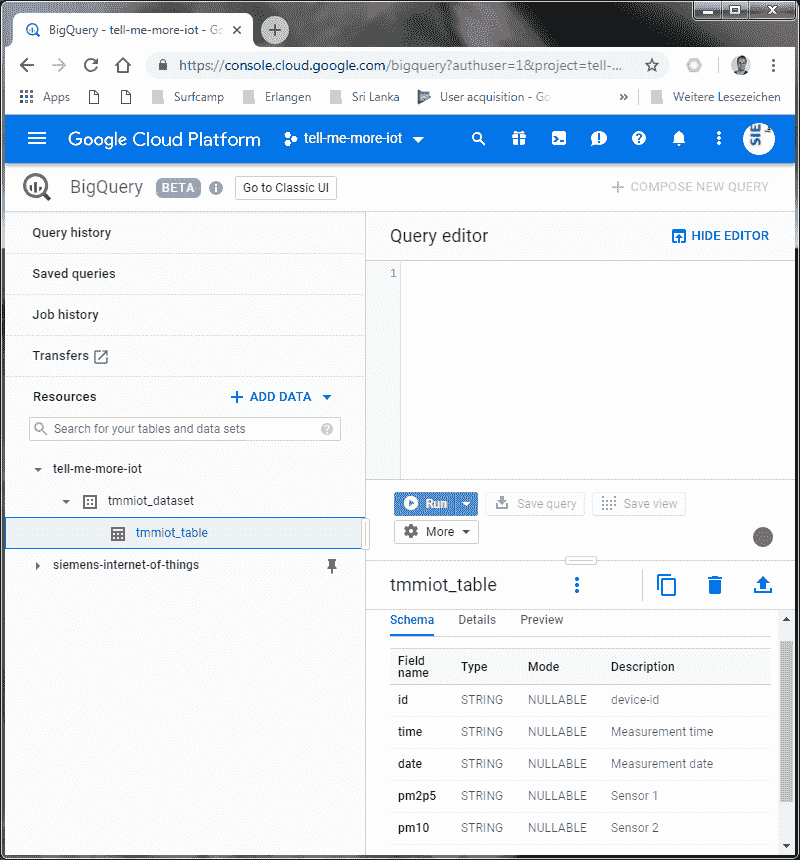 BigQuery - tell-me-more-iot - Go
https://console.cloud.google.com/bigquery?authuser=1&project=tell-...
Apps Surfcamp Erlangen Sri Lanka User acquisition - Go » Weitere Lesezeichen
Google Cloud Platform tell-me-more-iot
BigQuery BETA Go to Classic UI + COMPOSE NEW QUERY
Query history
Query editor HIDE EDITOR
1
Saved queries
Job history
Transfers
Resources + ADD DATA
Search for your tables and data sets
tell-me-more-iot
tmmiot_dataset
tmmiot_table
siemens-internet-of-things
Run Save query Save view
More
tmmiot_table
Schema Details Preview
Field name Type Mode Description
id STRING NULLABLE device-id
time STRING NULLABLE Measurement time
date STRING NULLABLE Measurement date
pm2p5 STRING NULLABLE Sensor 1
pm10 STRING NULLABLE Sensor 2